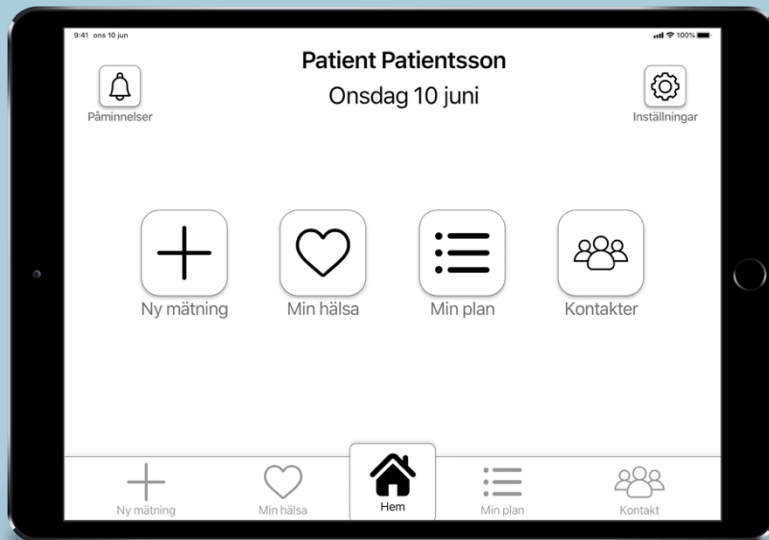 9:41 ons 10 jun
100%
Patient Patientsson
Onsdag 10 juni
Påminnelser
Inställningar
Ny mätning
Min hälsa
Min plan
Kontakter
Ny mätning
Min hälsa
Hem
Min plan
Kontakt